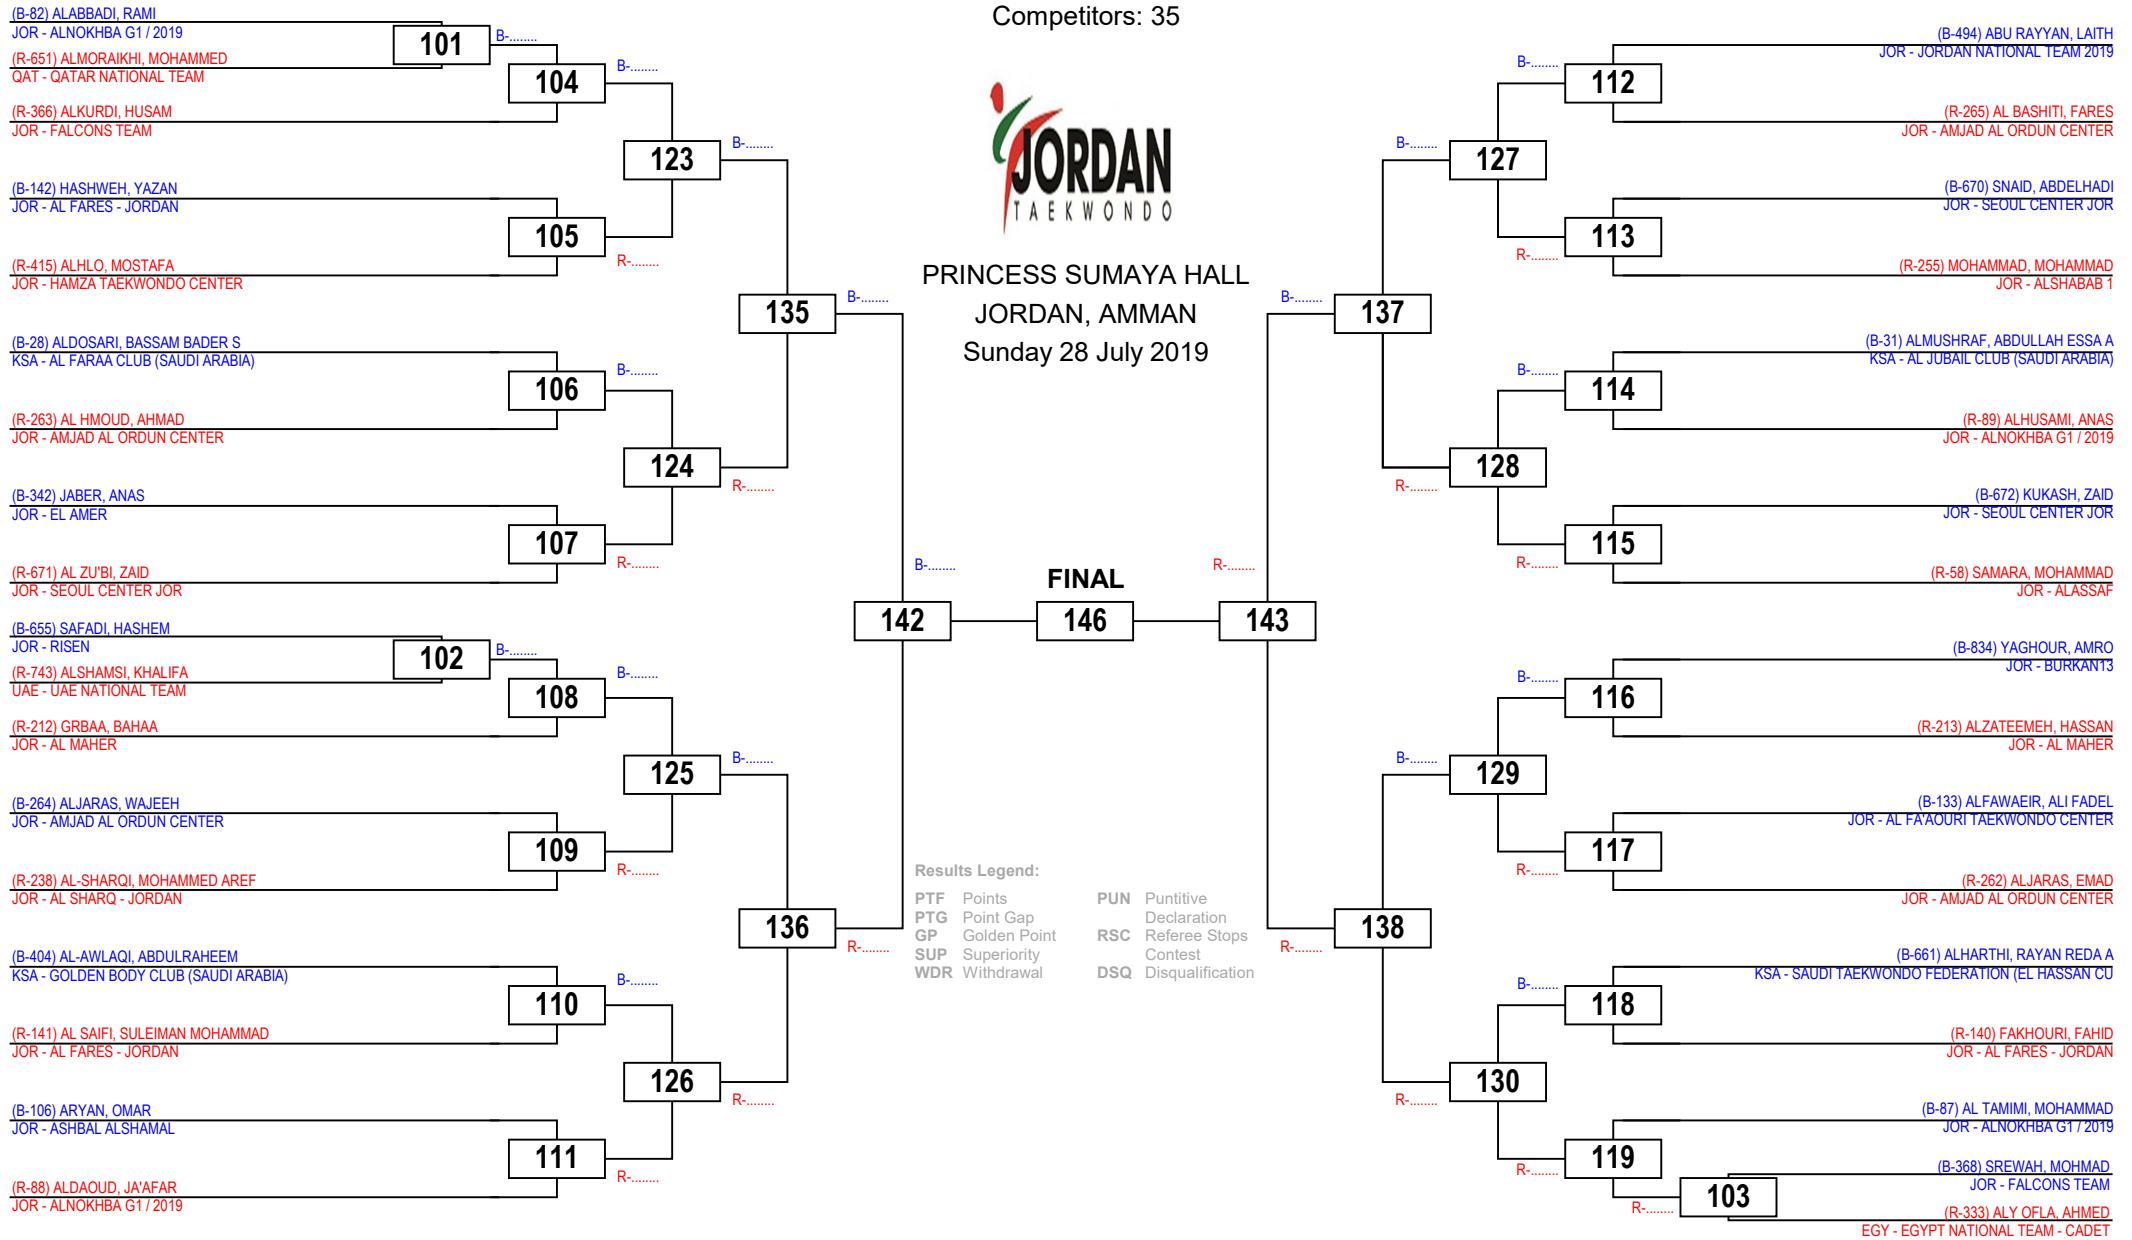 Competitors: 35
(B-82) ALABBADI, RAMI
JOR - ALNOKHBA G1 / 2019
101
B-........
(R-651) ALMORAIKHI, MOHAMMED
QAT - QATAR NATIONAL TEAM
104
B-........
(R-366) ALKURDI, HUSAM
JOR - FALCONS TEAM
123
B-........
(B-142) HASHWEH, YAZAN
JOR - AL FARES - JORDAN
105
R-........
(R-415) ALHLO, MOSTAFA
JOR - HAMZA TAEKWONDO CENTER
135
B-........
(B-28) ALDOSARI, BASSAM BADER S
KSA - AL FARAA CLUB (SAUDI ARABIA)
106
B-........
(R-263) AL HMOUD, AHMAD
JOR - AMJAD AL ORDUN CENTER
124
R-........
(B-342) JABER, ANAS
JOR - EL AMER
107
R-........
(R-671) AL ZU'BI, ZAID
JOR - SEOUL CENTER JOR
142
B-........
(B-655) SAFADI, HASHEM
JOR - RISEN
102
B-........
(R-743) ALSHAMSI, KHALIFA
UAE - UAE NATIONAL TEAM
108
B-........
(R-212) GRBAA, BAHAA
JOR - AL MAHER
125
B-........
(B-264) ALJARAS, WAJEEH
JOR - AMJAD AL ORDUN CENTER
109
R-........
(R-238) AL-SHARQI, MOHAMMED AREF
JOR - AL SHARQ - JORDAN
136
R-........
(B-404) AL-AWLAQI, ABDULRAHEEM
KSA - GOLDEN BODY CLUB (SAUDI ARABIA)
110
B-........
(R-141) AL SAIFI, SULEIMAN MOHAMMAD
JOR - AL FARES - JORDAN
126
R-........
(B-106) ARYAN, OMAR
JOR - ASHBAL ALSHAMAL
111
R-........
(R-88) ALDAOUD, JA'AFAR
JOR - ALNOKHBA G1 / 2019
JORDAN
TAEKWONDO
PRINCESS SUMAYA HALL
JORDAN, AMMAN
Sunday 28 July 2019
FINAL
146
Results Legend:
PTF Points
PTG Point Gap
GP Golden Point
SUP Superiority
WDR Withdrawal
PUN Puntitive
Declaration
RSC Referee Stops
Contest
DSQ Disqualification
(B-494) ABU RAYYAN, LAITH
JOR - JORDAN NATIONAL TEAM 2019
B-........
112
(R-265) AL BASHITI, FARES
JOR - AMJAD AL ORDUN CENTER
B-........
127
(B-670) SNAID, ABDELHADI
JOR - SEOUL CENTER JOR
R-........
113
(R-255) MOHAMMAD, MOHAMMAD
JOR - ALSHABAB 1
B-........
137
(B-31) ALMUSHRAF, ABDULLAH ESSA A
KSA - AL JUBAIL CLUB (SAUDI ARABIA)
B-........
114
(R-89) ALHUSAMI, ANAS
JOR - ALNOKHBA G1 / 2019
R-........
128
(B-672) KUKASH, ZAID
JOR - SEOUL CENTER JOR
R-........
115
(R-58) SAMARA, MOHAMMAD
JOR - ALASSAF
R-........
143
(B-834) YAGHOUR, AMRO
JOR - BURKAN13
B-........
116
(R-213) ALZATEEMEH, HASSAN
JOR - AL MAHER
B-........
129
(B-133) ALFAWAEIR, ALI FADEL
JOR - AL FA'AOURI TAEKWONDO CENTER
R-........
117
(R-262) ALJARAS, EMAD
JOR - AMJAD AL ORDUN CENTER
R-........
138
(B-661) ALHARTHI, RAYAN REDA A
KSA - SAUDI TAEKWONDO FEDERATION (EL HASSAN CU
B-........
118
(R-140) FAKHOURI, FAHID
JOR - AL FARES - JORDAN
R-........
130
(B-87) AL TAMIMI, MOHAMMAD
JOR - ALNOKHBA G1 / 2019
R-........
119
(B-368) SREWAH, MOHMAD
JOR - FALCONS TEAM
R-........
103
(R-333) ALY OFLA, AHMED
EGY - EGYPT NATIONAL TEAM - CADET